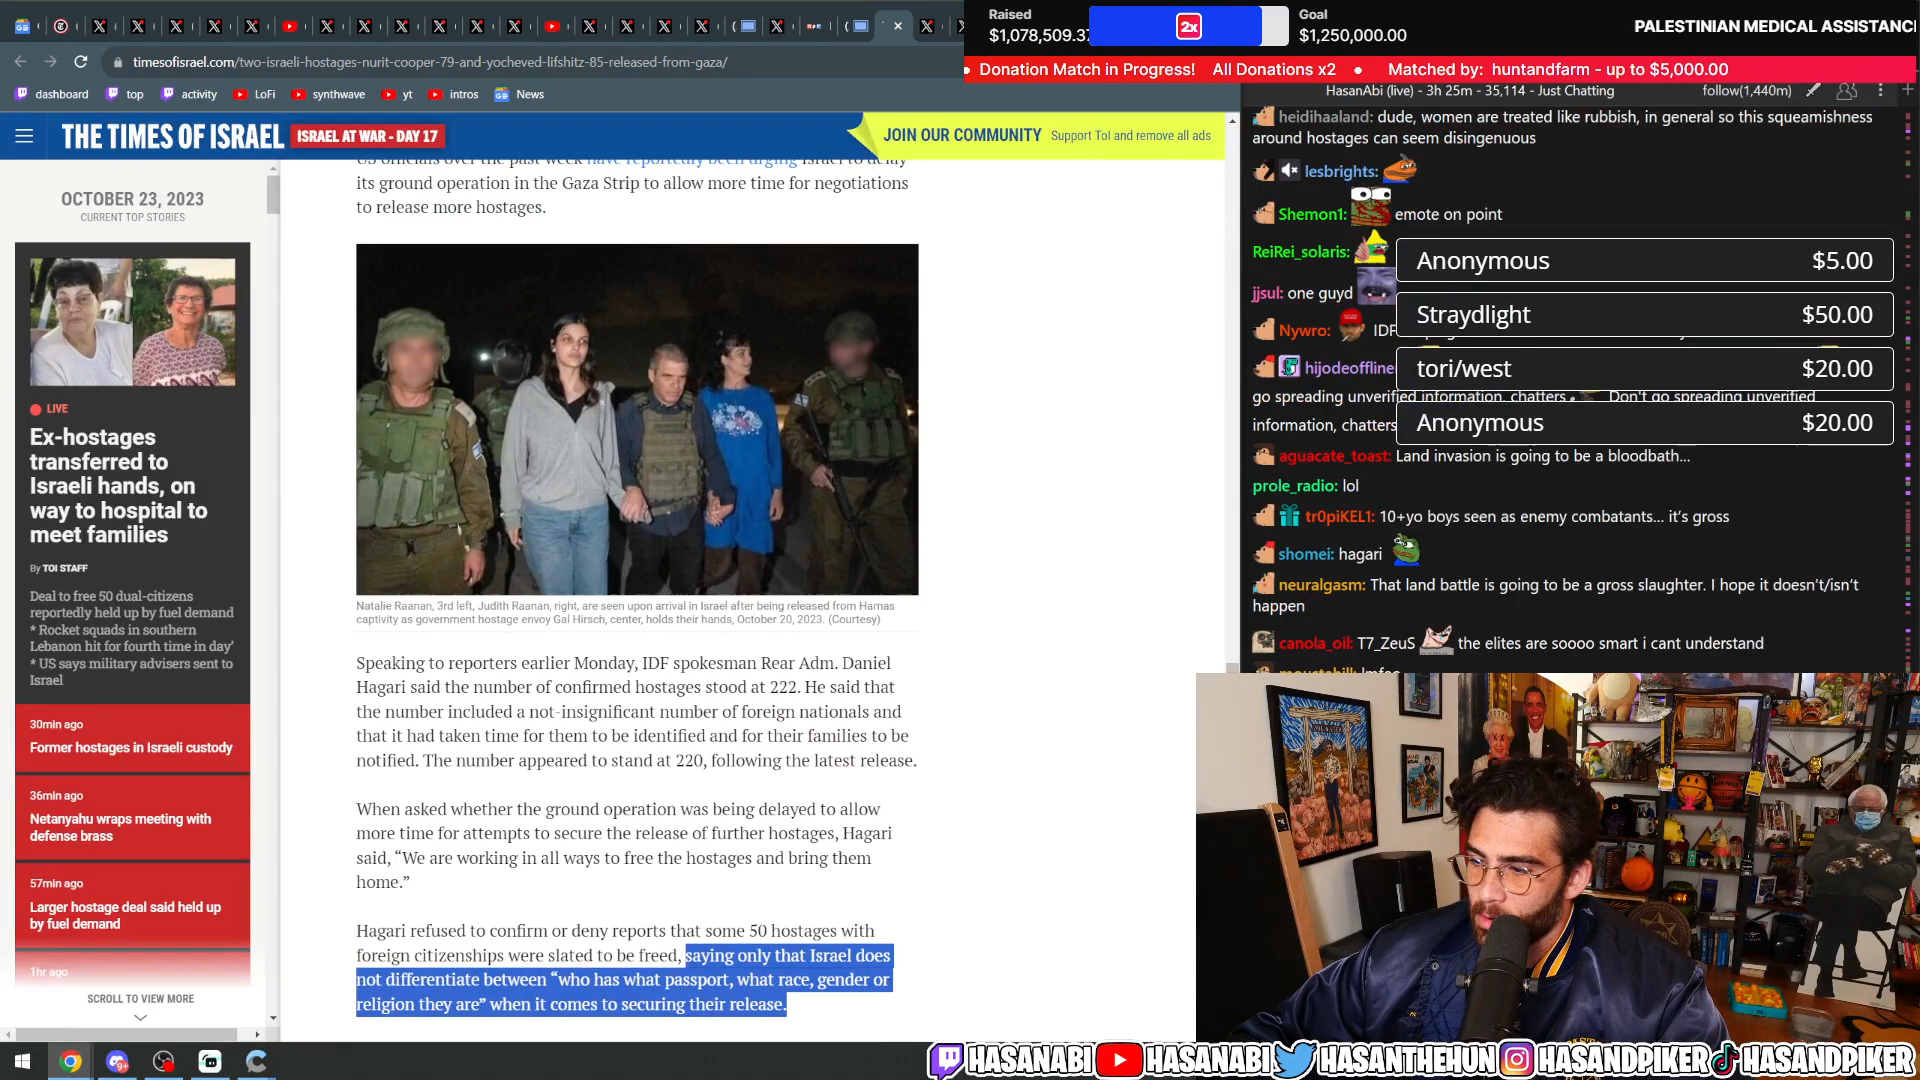 timesofisrael.com/two-israeli-hostages-nurit-cooper-79-and-yocheved-lifshitz-85-released-from-gaza/
dashboard
top
activity
LoFi
synthwave
yt
intros
News
Raised
$1,078,509.37
2x
Goal
$1,250,000.00
PALESTINIAN MEDICAL ASSISTANC
Donation Match in Progress! All Donations x2 • Matched by: huntandfarm - up to $5,000.00
HasanAbi (live) - 3h 25m - 35,114 - Just Chatting
follow(1,440m)
THE TIMES OF ISRAEL
ISRAEL AT WAR - DAY 17
JOIN OUR COMMUNITY
Support ToI and remove all ads
OCTOBER 23, 2023
CURRENT TOP STORIES
LIVE
Ex-hostages
transferred to
Israeli hands, on
way to hospital to
meet families
By TOI STAFF
Deal to free 50 dual-citizens
reportedly held up by fuel demand
* Rocket squads in southern
Lebanon hit for fourth time in day'
* US says military advisers sent to
Israel
30min ago
Former hostages in Israeli custody
36min ago
Netanyahu wraps meeting with
defense brass
57min ago
Larger hostage deal said held up
by fuel demand
1hr ago
SCROLL TO VIEW MORE
US officials over the past week have reportedly been urging Israel to delay
its ground operation in the Gaza Strip to allow more time for negotiations
to release more hostages.
Natalie Raanan, 3rd left, Judith Raanan, right, are seen upon arrival in Israel after being released from Hamas
captivity as government hostage envoy Gal Hirsch, center, holds their hands, October 20, 2023. (Courtesy)
Speaking to reporters earlier Monday, IDF spokesman Rear Adm. Daniel
Hagari said the number of confirmed hostages stood at 222. He said that
the number included a not-insignificant number of foreign nationals and
that it had taken time for them to be identified and for their families to be
notified. The number appeared to stand at 220, following the latest release.
When asked whether the ground operation was being delayed to allow
more time for attempts to secure the release of further hostages, Hagari
said, “We are working in all ways to free the hostages and bring them
home.”
Hagari refused to confirm or deny reports that some 50 hostages with
foreign citizenships were slated to be freed, saying only that Israel does
not differentiate between “who has what passport, what race, gender or
religion they are” when it comes to securing their release.
heidihaaland: dude, women are treated like rubbish, in general so this squeamishness
around hostages can seem disingenuous
lesbrights:
Shemon1: emote on point
ReiRei_solaris:
jjsul: one guyd
Nywro: IDF
hijodeoffline
go spreading unverified information, chatters Don't go spreading unverified
information, chatters
Anonymous $5.00
Straydlight $50.00
tori/west $20.00
Anonymous $20.00
aguacate_toast: Land invasion is going to be a bloodbath...
prole_radio: lol
tr0piKEL1: 10+yo boys seen as enemy combatants... it’s gross
shomei: hagari
neuralgasm: That land battle is going to be a gross slaughter. I hope it doesn’t/isn’t
happen
canola_oil: T7_ZeuS the elites are soooo smart i cant understand
HASANABI HASANABI HASANTHEHUN HASANDPIKER HASANDPIKER